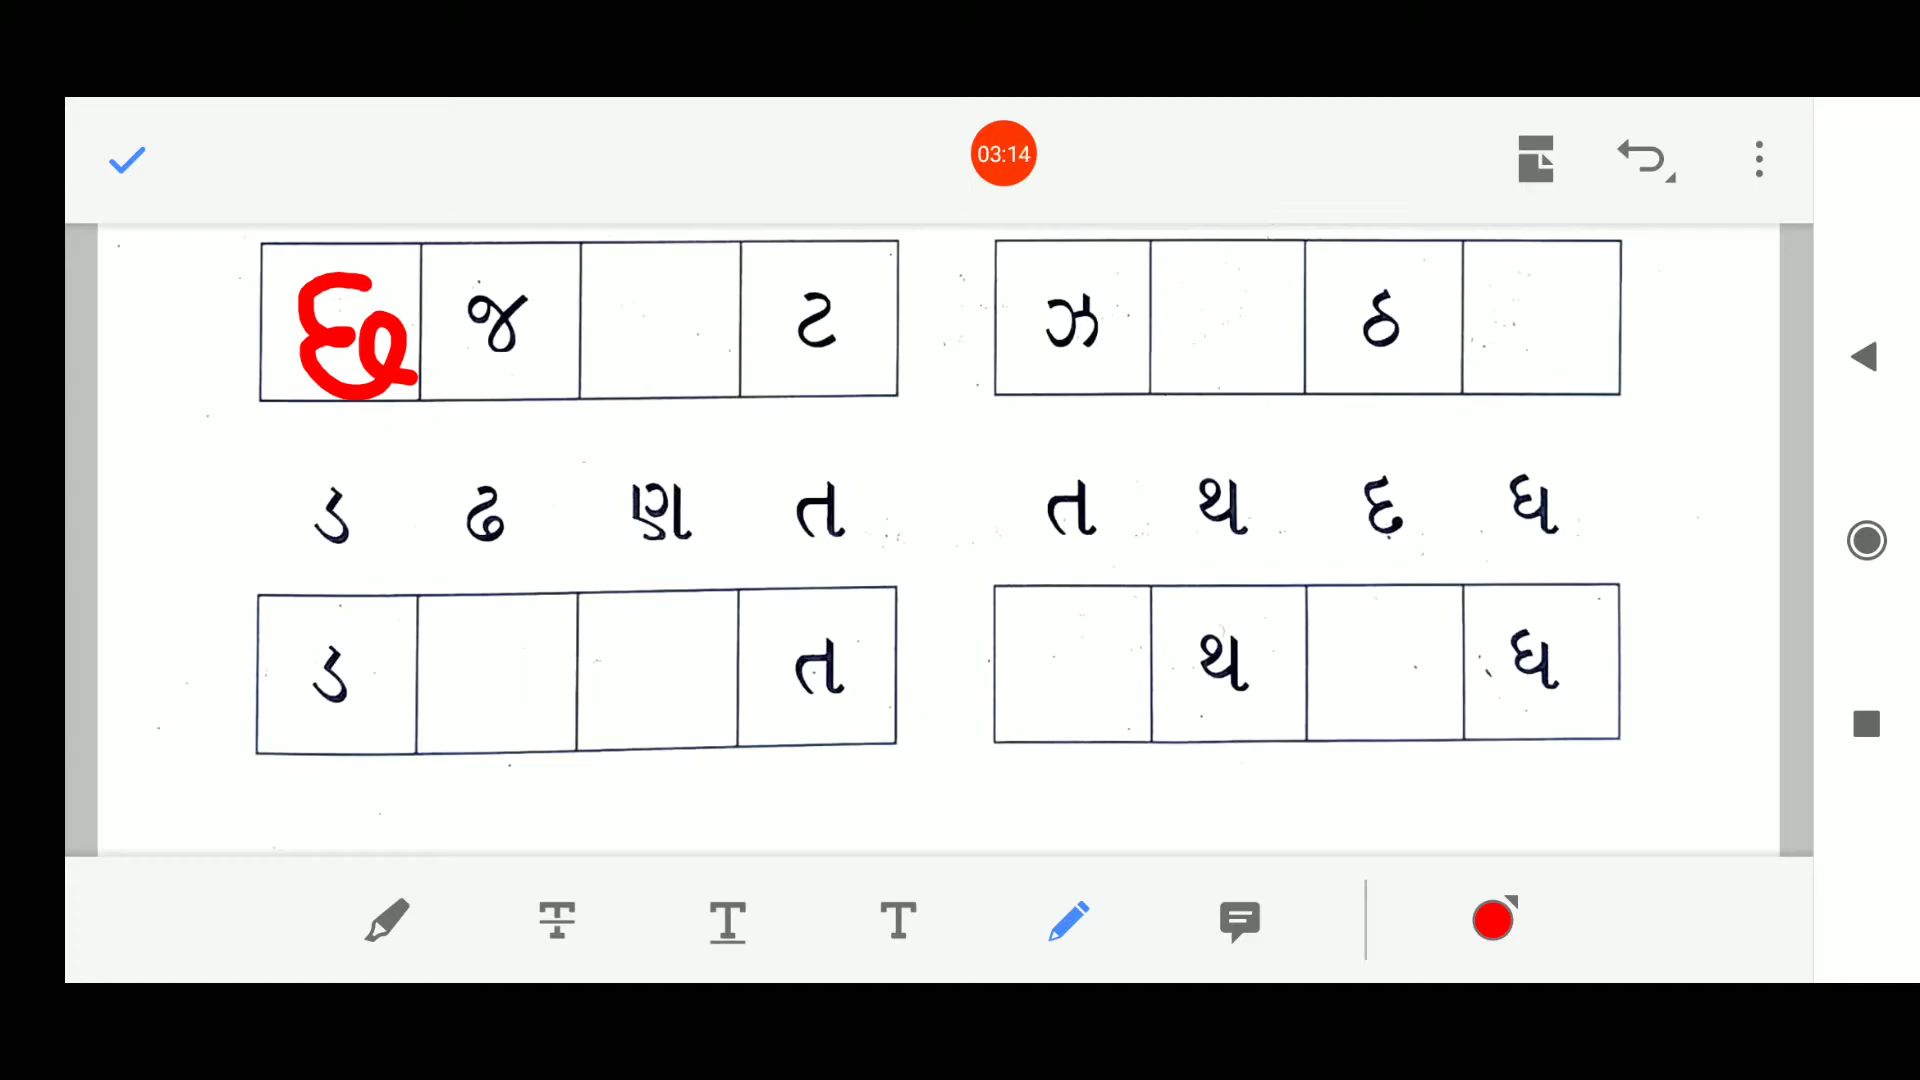 03:14
છ જ ટ ઝ ઠ
ડ ઢ ણ ત ત થ દ ધ
ડ ત થ ધ